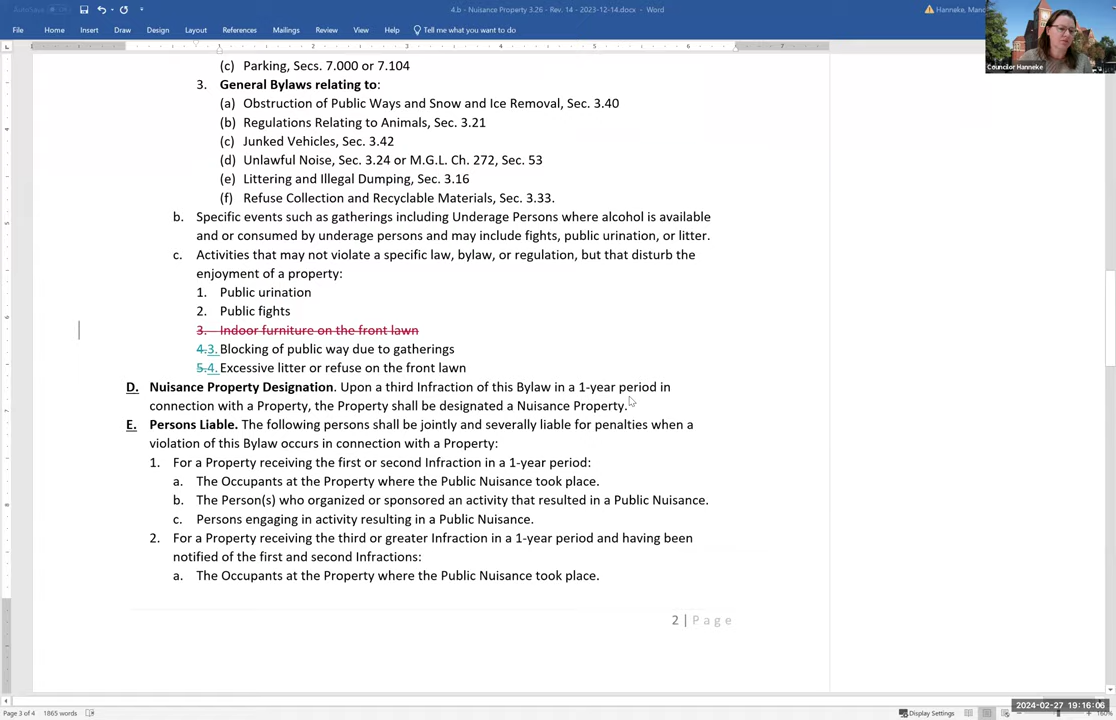 AutoSave
4.b - Nuisance Property 3.26 - Rev. 14 - 2023-12-14.docx - Word
Hanneke, Manc
File Home Insert Draw Design Layout References Mailings Review View Help Tell me what you want to do
Councilor Hanneke
(c) Parking, Secs. 7.000 or 7.104
3. General Bylaws relating to:
(a) Obstruction of Public Ways and Snow and Ice Removal, Sec. 3.40
(b) Regulations Relating to Animals, Sec. 3.21
(c) Junked Vehicles, Sec. 3.42
(d) Unlawful Noise, Sec. 3.24 or M.G.L. Ch. 272, Sec. 53
(e) Littering and Illegal Dumping, Sec. 3.16
(f) Refuse Collection and Recyclable Materials, Sec. 3.33.
b. Specific events such as gatherings including Underage Persons where alcohol is available
and or consumed by underage persons and may include fights, public urination, or litter.
c. Activities that may not violate a specific law, bylaw, or regulation, but that disturb the
enjoyment of a property:
1. Public urination
2. Public fights
3. Indoor furniture on the front lawn
4.3. Blocking of public way due to gatherings
5.4. Excessive litter or refuse on the front lawn
D. Nuisance Property Designation. Upon a third Infraction of this Bylaw in a 1-year period in
connection with a Property, the Property shall be designated a Nuisance Property.
E. Persons Liable. The following persons shall be jointly and severally liable for penalties when a
violation of this Bylaw occurs in connection with a Property:
1. For a Property receiving the first or second Infraction in a 1-year period:
a. The Occupants at the Property where the Public Nuisance took place.
b. The Person(s) who organized or sponsored an activity that resulted in a Public Nuisance.
c. Persons engaging in activity resulting in a Public Nuisance.
2. For a Property receiving the third or greater Infraction in a 1-year period and having been
notified of the first and second Infractions:
a. The Occupants at the Property where the Public Nuisance took place.
2 | Page
Page 3 of 4 1865 words
Display Settings
2024-02-27 19:16:06